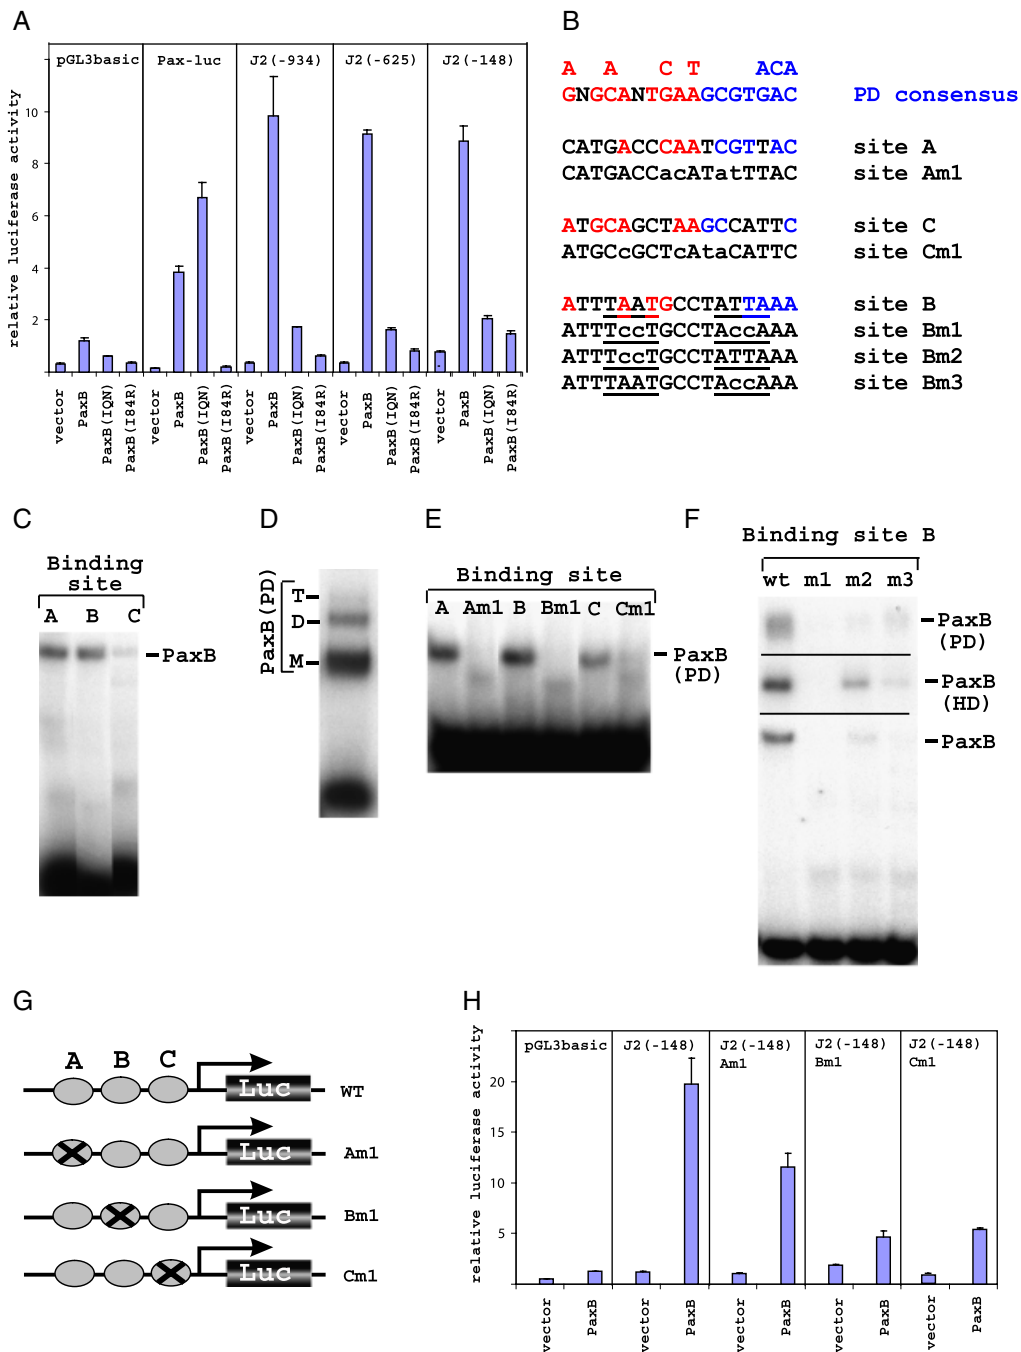 A
pGL3basic Pax-luc J2(-934) J2(-625) J2(-148)
relative luciferase activity
10
8
6
4
2
vector PaxB PaxB(IQN) PaxB(I84R) vector PaxB PaxB(IQN) PaxB(I84R) vector PaxB PaxB(IQN) PaxB(I84R) vector PaxB PaxB(IQN) PaxB(I84R) vector PaxB PaxB(IQN) PaxB(I84R)
B
A A C T ACA
GNGCANTGAAGCGTGAC PD consensus
CATGACCCAATCGTTAC site A
CATGACCacATatTTAC site Am1
ATGCAGCTAAGCCATTC site C
ATGCcGCTcAtaCATTC site Cm1
ATTTAATGCCTATTAAA site B
ATTTccTGCCTAccAAA site Bm1
ATTTccTGCCTATTAAA site Bm2
ATTTAATGCCTAccAAA site Bm3
C
Binding
site
A B C
PaxB
D
PaxB(PD)
T
D
M
E
Binding site
A Am1 B Bm1 C Cm1
PaxB
(PD)
F
Binding site B
wt m1 m2 m3
PaxB
(PD)
PaxB
(HD)
PaxB
G
A B C
Luc WT
Luc Am1
Luc Bm1
Luc Cm1
H
pGL3basic J2(-148) J2(-148) J2(-148) J2(-148)
Am1 Bm1 Cm1
relative luciferase activity
20
15
10
5
vector PaxB vector PaxB vector PaxB vector PaxB vector PaxB